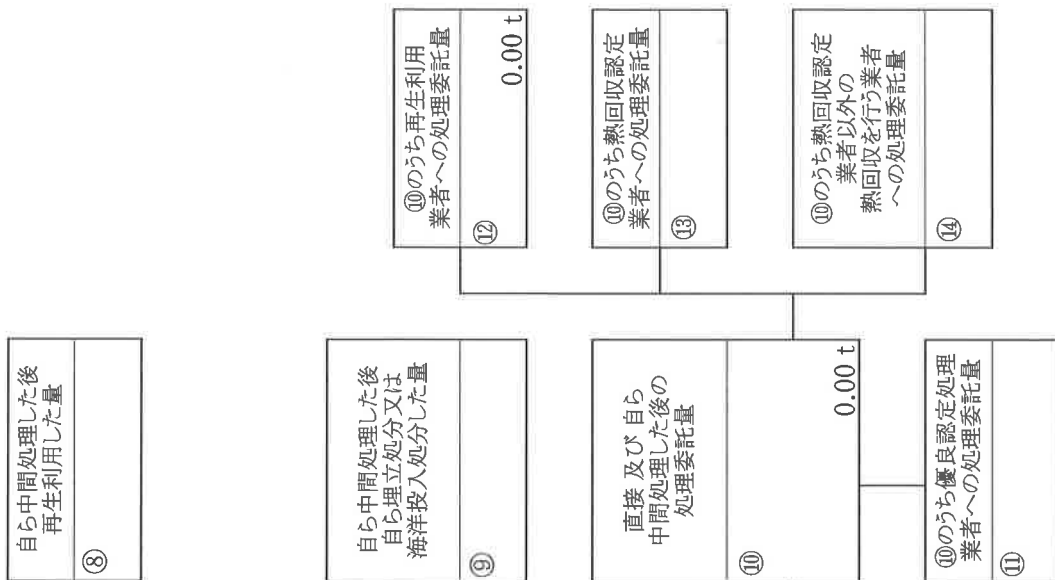 自ら中間処理した後
再生利用した量
⑧
自ら中間処理した後
自ら埋立処分又は
海洋投入処分した量
⑨
直接 及び 自ら
中間処理した後の
処理委託量
⑩
0.00 t
⑩のうち優良認定処理
業者への処理委託量
⑪
⑩のうち再生利用
業者への処理委託量
⑫
0.00 t
⑩のうち熱回収認定
業者への処理委託量
⑬
⑩のうち熱回収認定
業者以外の
熱回収を行う業者
への処理委託量
⑭